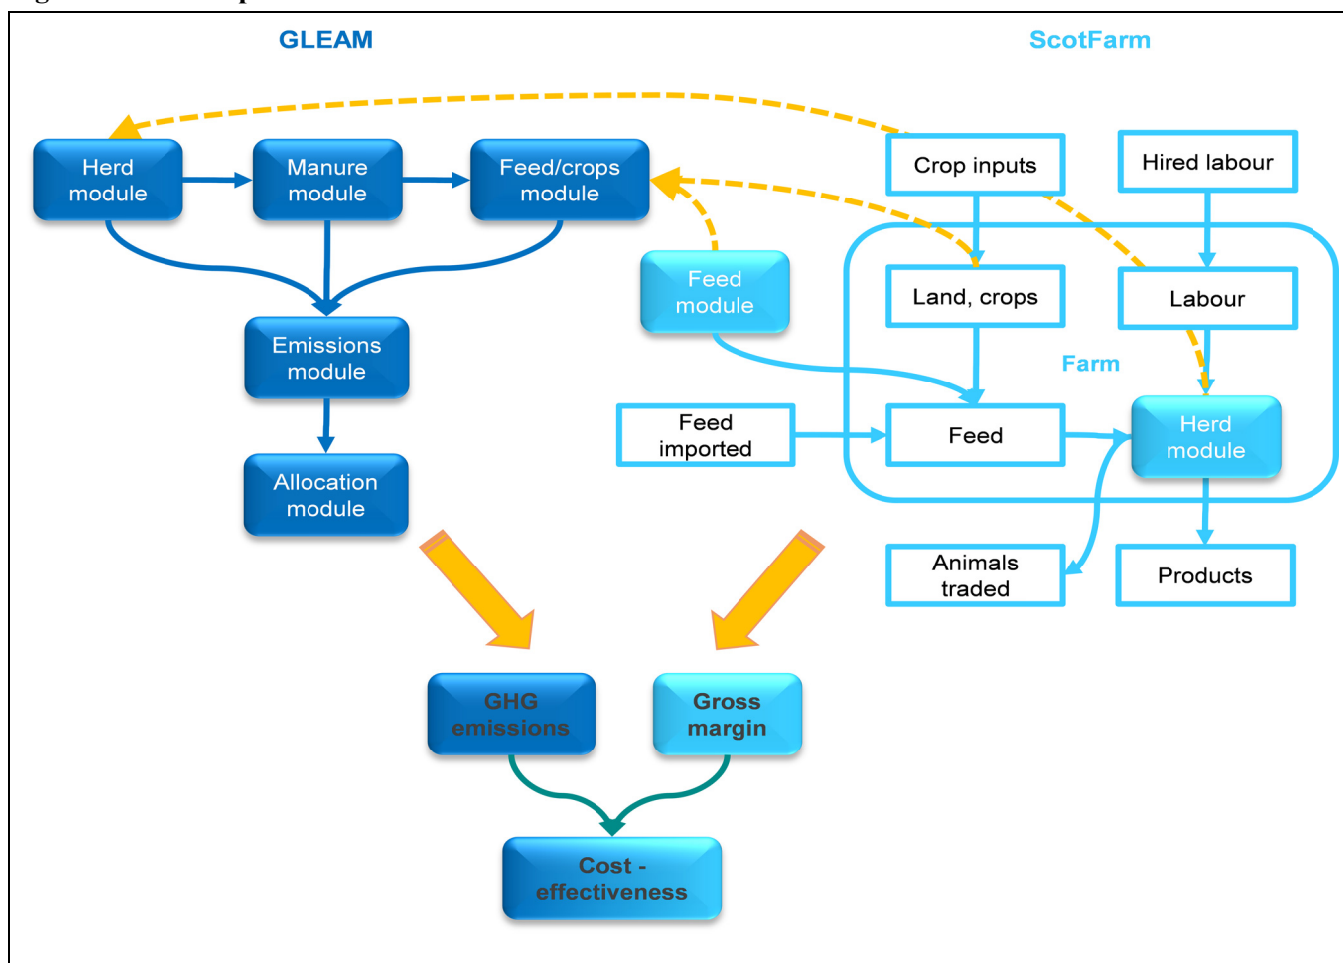 GLEAM
ScotFarm
Herd
module
Manure
module
Feed/crops
module
Crop inputs
Hired labour
Feed
module
Land, crops
Labour
Emissions
module
Farm
Feed
imported
Feed
Herd
module
Allocation
module
Animals
traded
Products
GHG
emissions
Gross
margin
Cost -
effectiveness